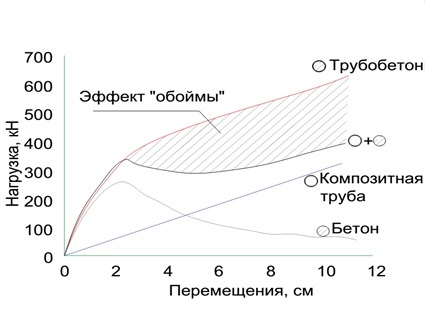 700
600
500
400
300
200
100
0
Нагрузка, кН
0 2 4 6 8 10 12
Перемещения, см
Эффект "обоймы"
Трубобетон
+
Композитная
труба
Бетон